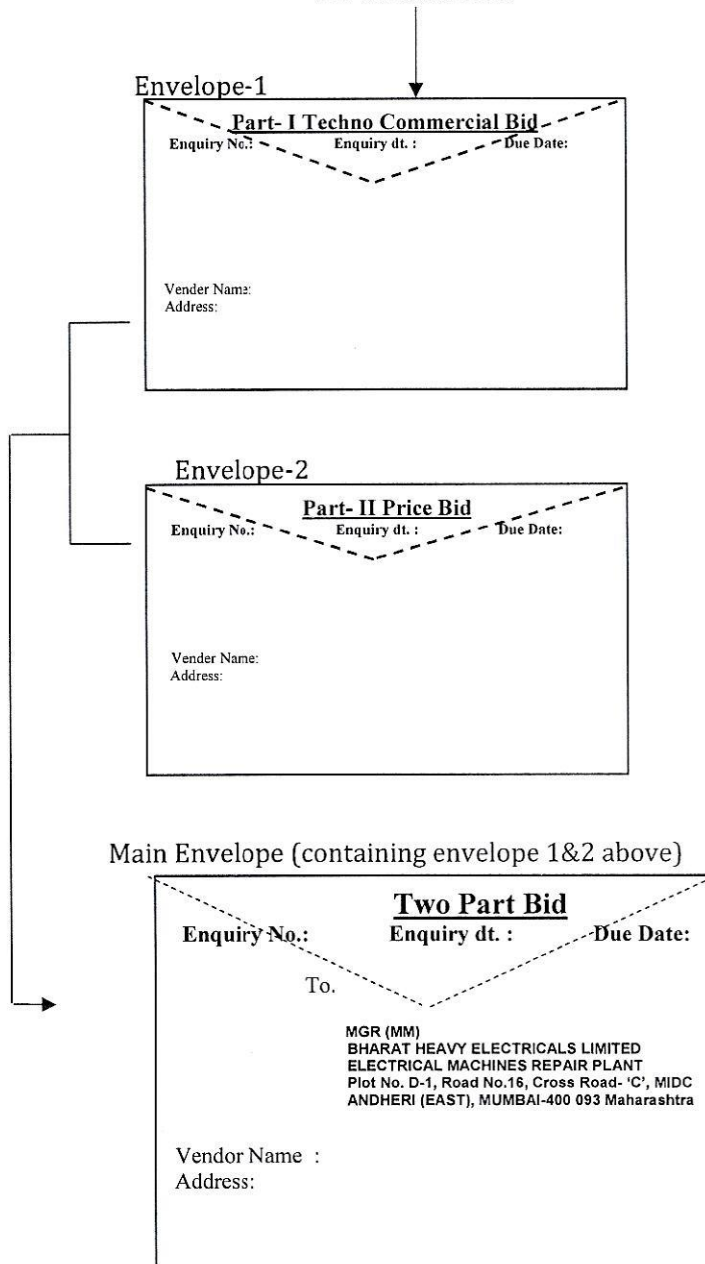 Envelope-1
Part- I Techno Commercial Bid
Enquiry No.: Enquiry dt. : Due Date:
Vender Name:
Address:
Envelope-2
Part- II Price Bid
Enquiry No.: Enquiry dt. : Due Date:
Vender Name:
Address:
Main Envelope (containing envelope 1&2 above)
Two Part Bid
Enquiry No.: Enquiry dt. : Due Date:
To.
MGR (MM)
BHARAT HEAVY ELECTRICALS LIMITED
ELECTRICAL MACHINES REPAIR PLANT
Plot No. D-1, Road No.16, Cross Road- ‘C’, MIDC
ANDHERI (EAST), MUMBAI-400 093 Maharashtra
Vendor Name :
Address: